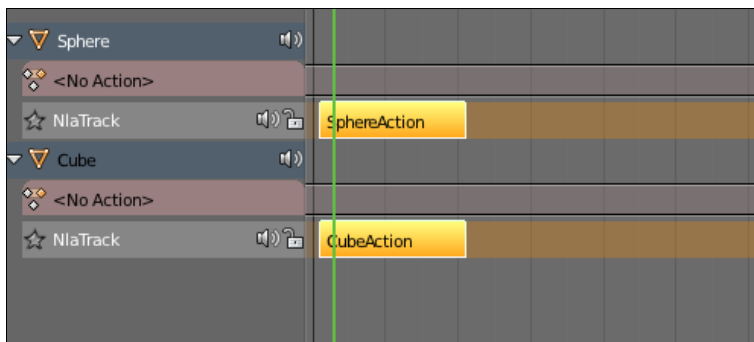 Sphere
<No Action>
NlaTrack
SphereAction
Cube
<No Action>
NlaTrack
CubeAction